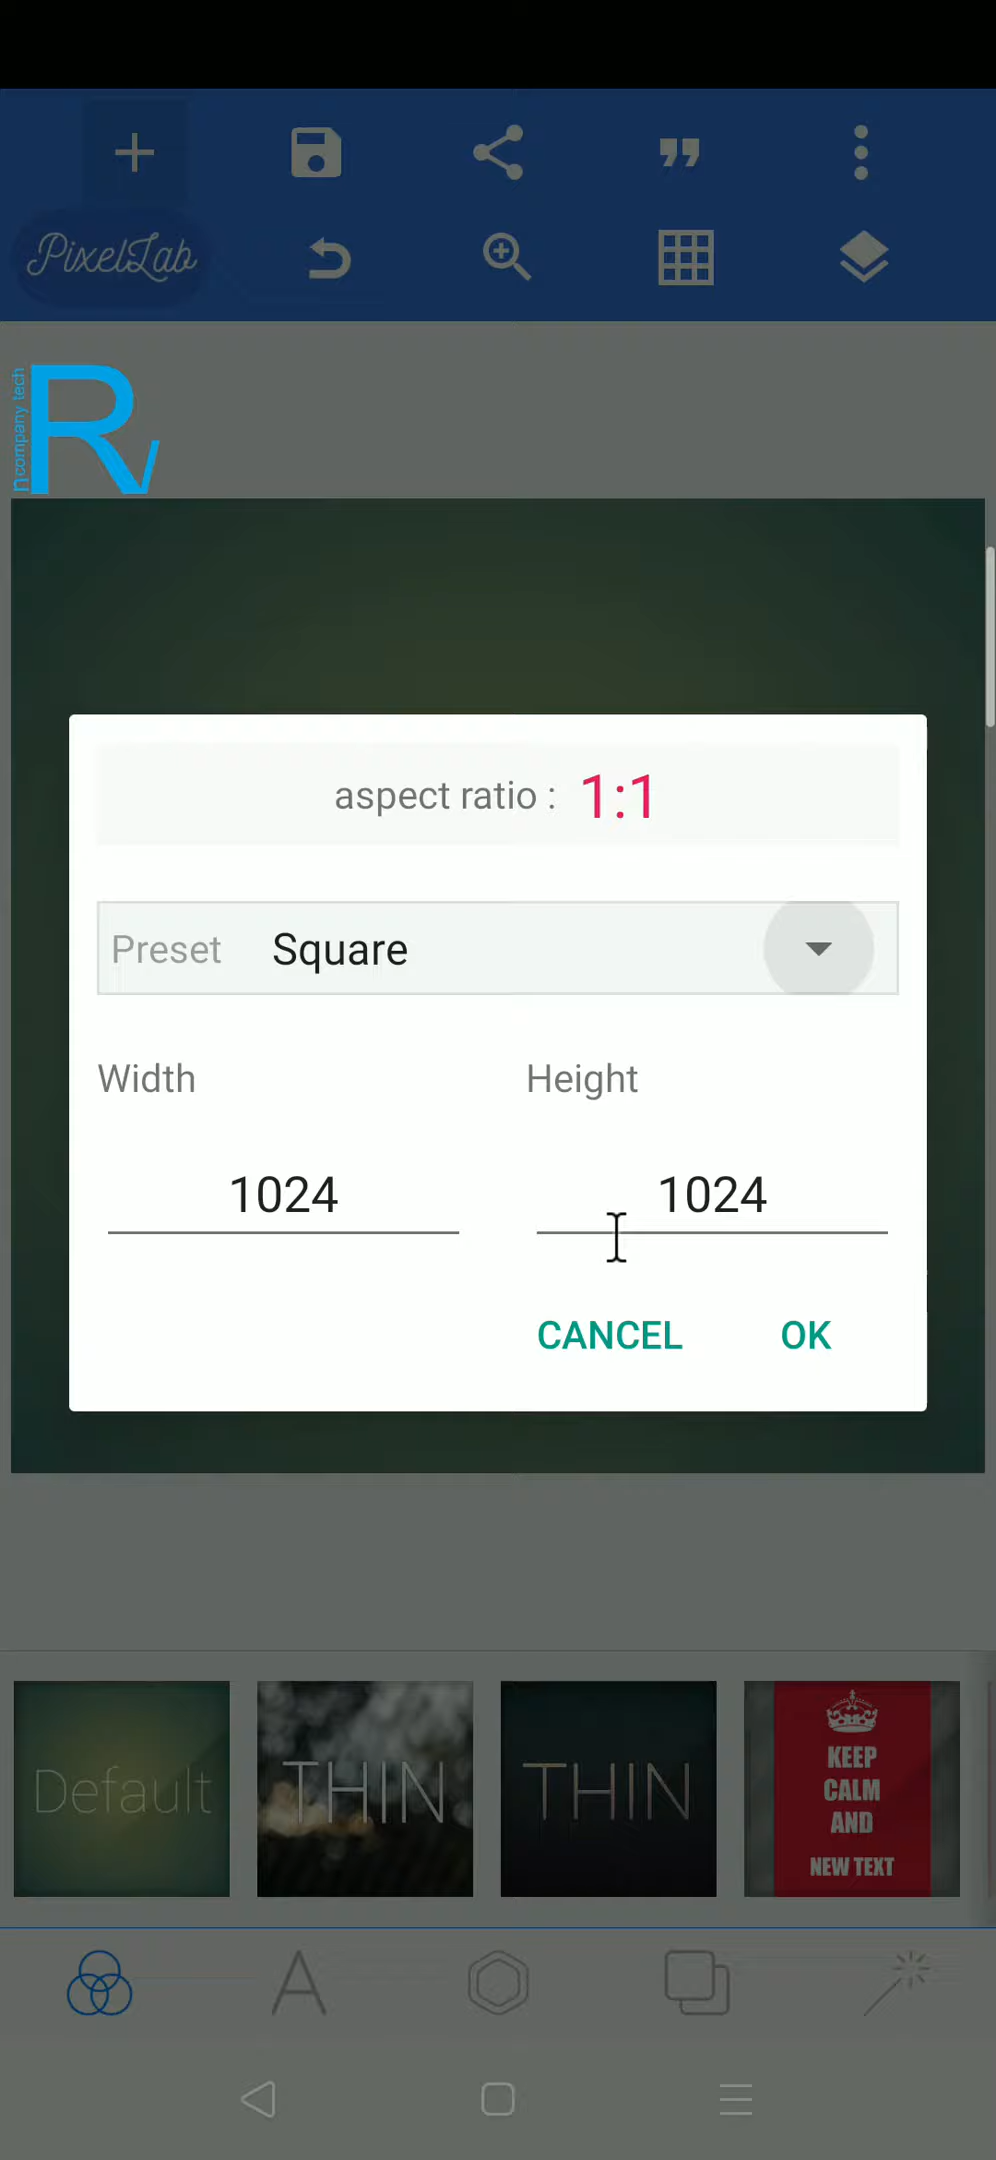 PixelLab
R
ncompany tech
aspect ratio : 1:1
Preset Square
Width Height
1024 1024
CANCEL OK
Default
THIN
THIN
KEEP
CALM
AND
NEW TEXT